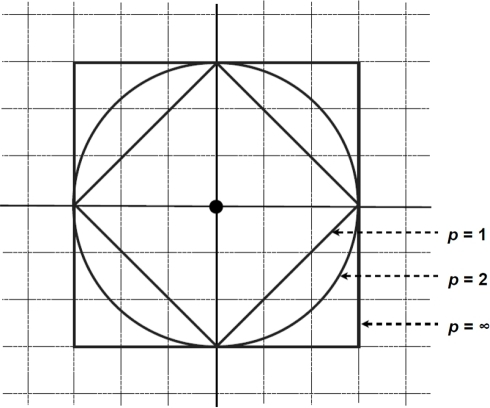 p = 1
p = 2
p = ∞